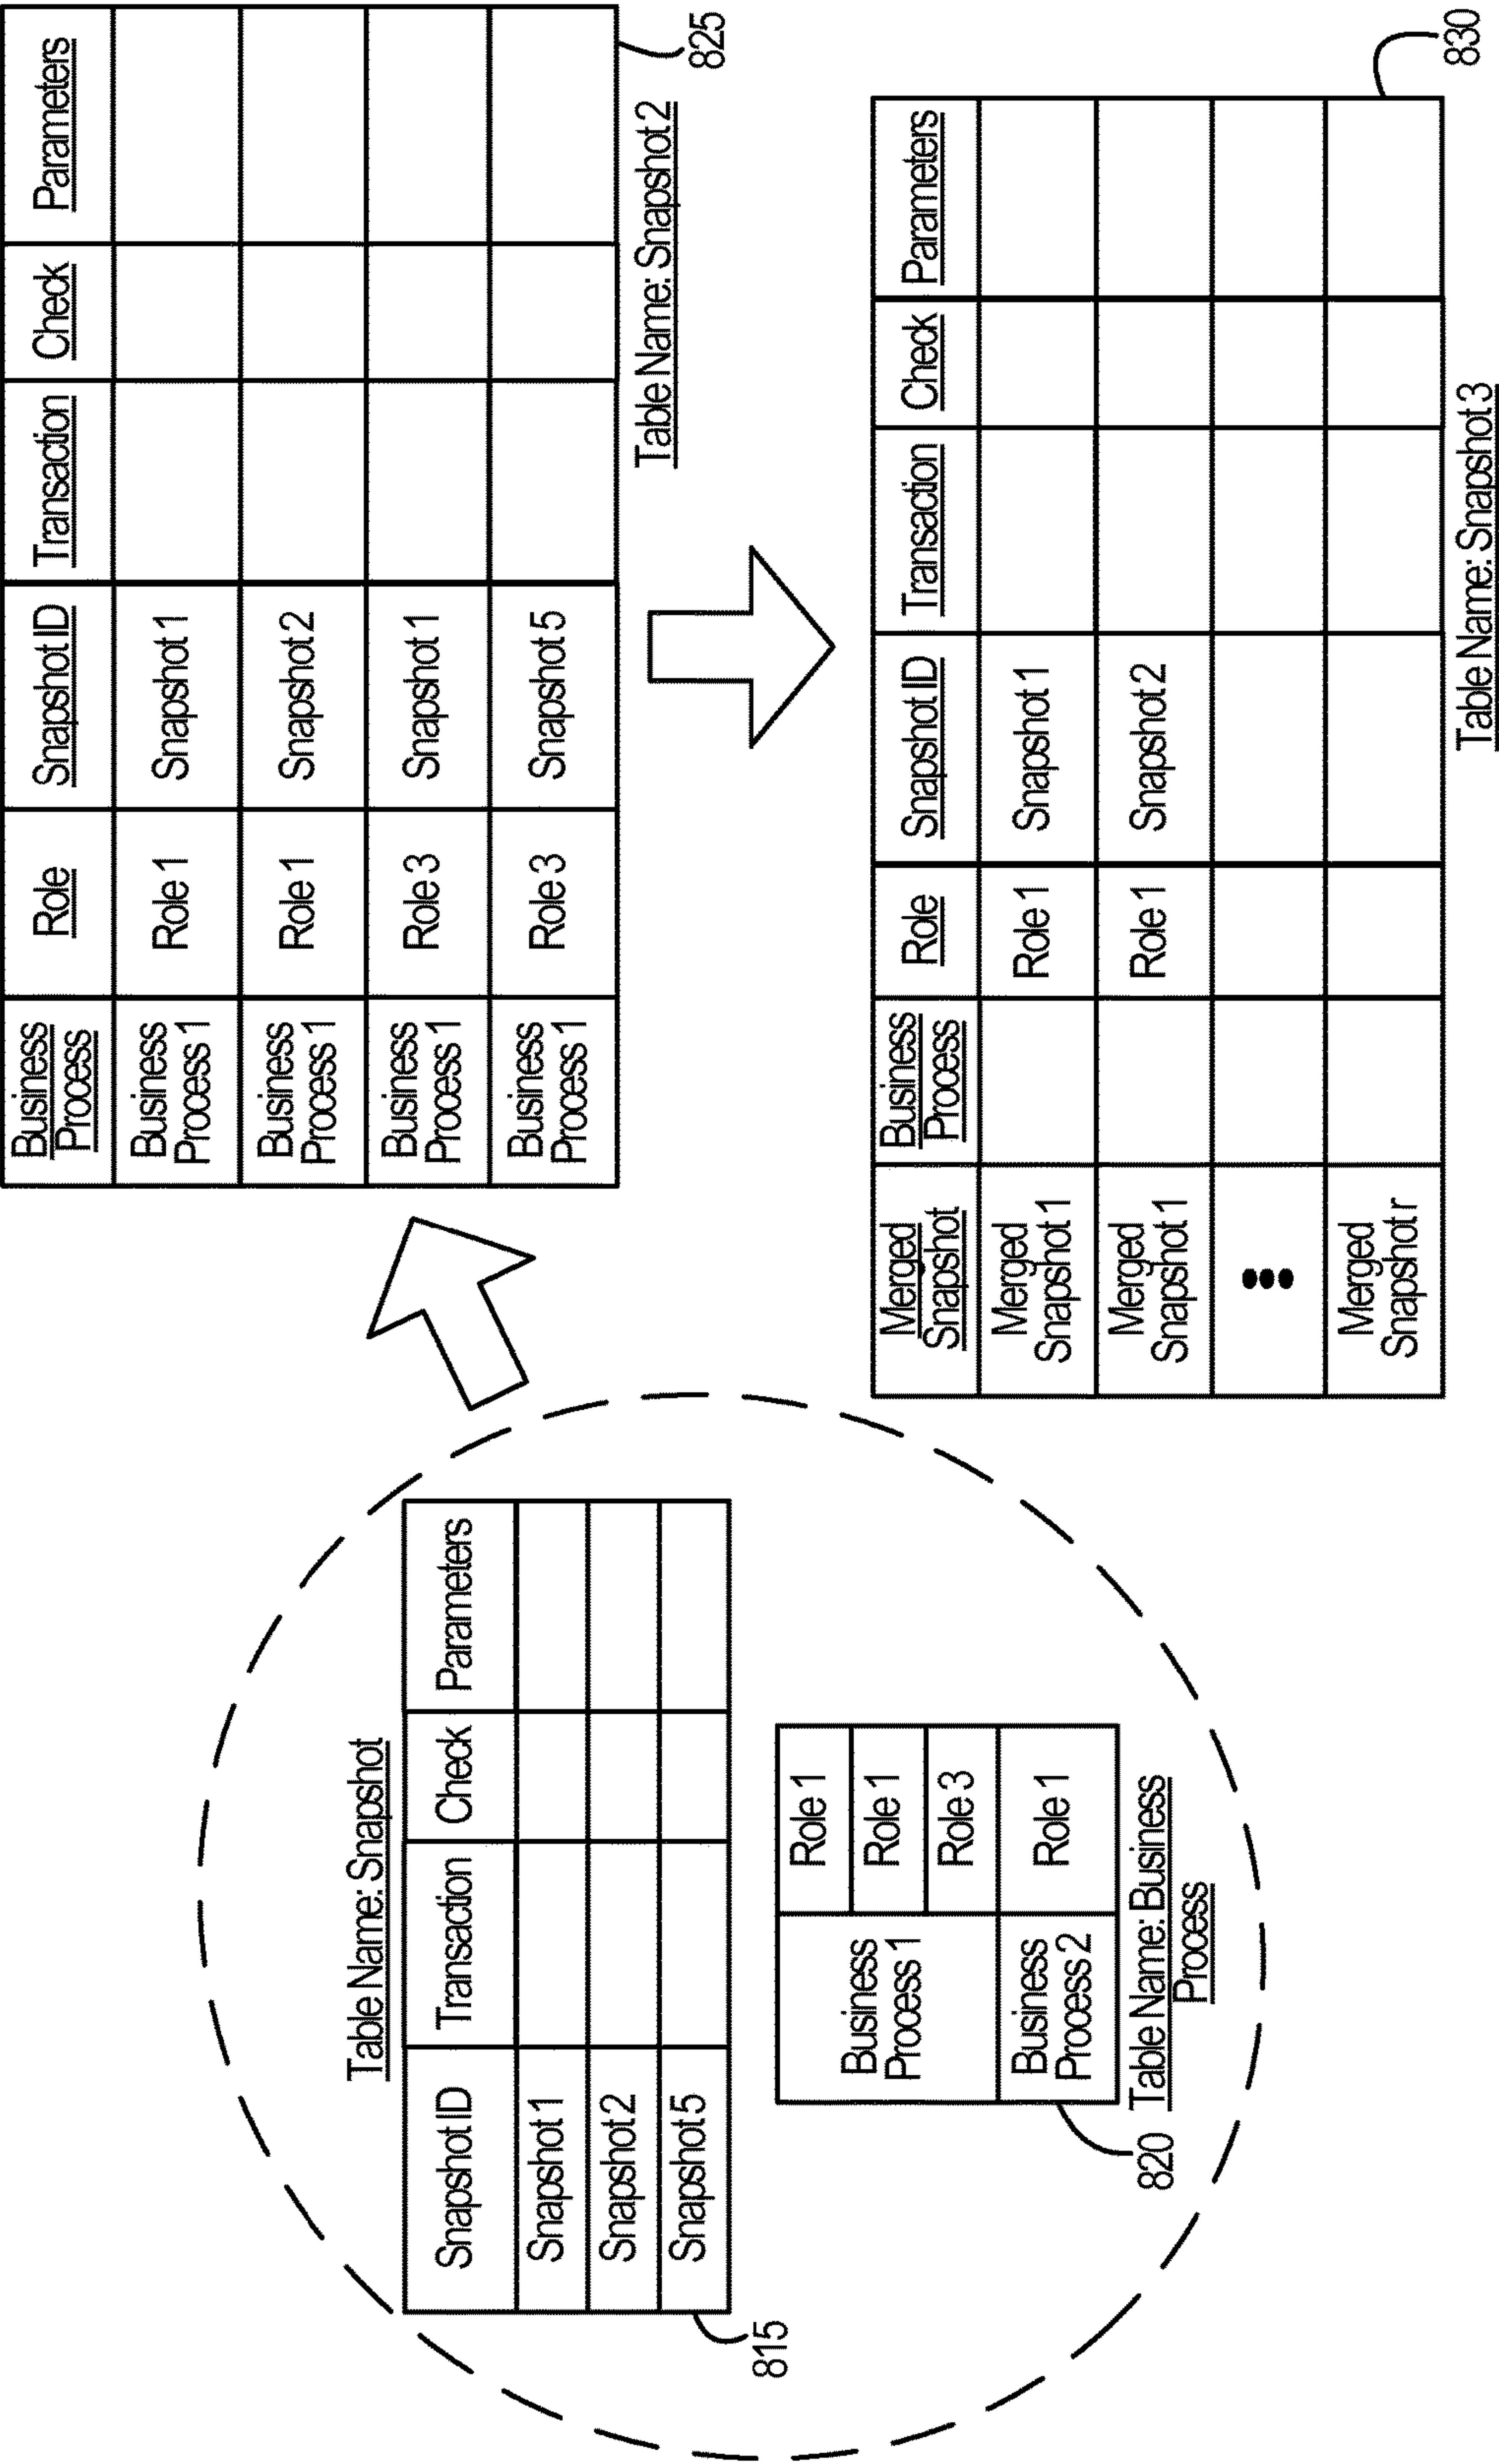 Table Name: Snapshot
Snapshot ID Transaction Check Parameters
Snapshot 1
Snapshot 2
Snapshot 5
815
Business
Process 1
Role 1
Role 1
Role 3
Business
Process 2
Role 1
820
Table Name: Business
Process
Business
Process
Role Snapshot ID Transaction Check Parameters
Business
Process 1
Role 1 Snapshot 1
Business
Process 1
Role 1 Snapshot 2
Business
Process 1
Role 3 Snapshot 1
Business
Process 1
Role 3 Snapshot 5
825
Table Name: Snapshot 2
Merged
Snapshot
Business
Process
Role Snapshot ID Transaction Check Parameters
Merged
Snapshot 1
Role 1 Snapshot 1
Merged
Snapshot 1
Role 1 Snapshot 2
Merged
Snapshot r
830
Table Name: Snapshot 3